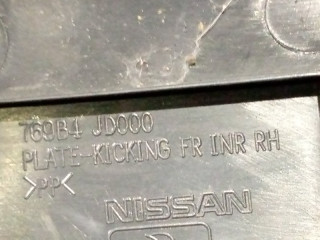 769B4 JD000
PLATE-KICKING FR INR RH
>PP<
NISSAN